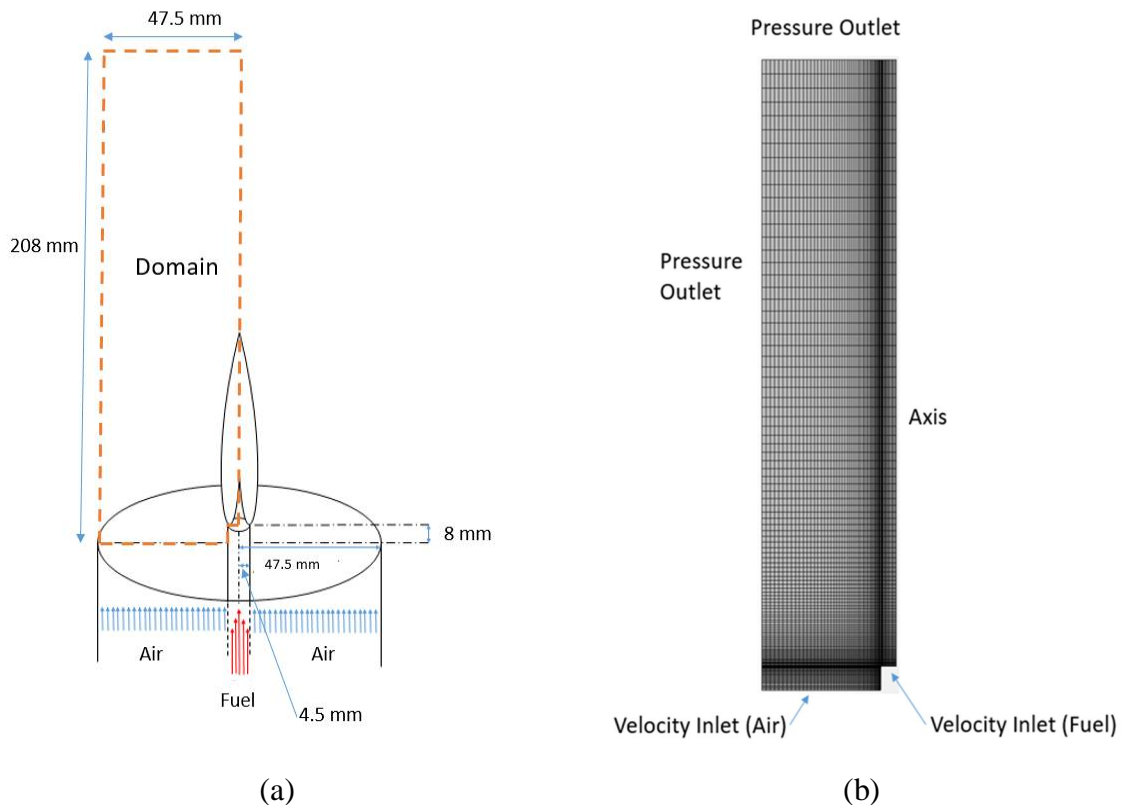 47.5 mm
208 mm
Domain
8 mm
47.5 mm
Air
Air
Fuel
4.5 mm
(a)
Pressure Outlet
Pressure
Outlet
Axis
Velocity Inlet (Air)
Velocity Inlet (Fuel)
(b)